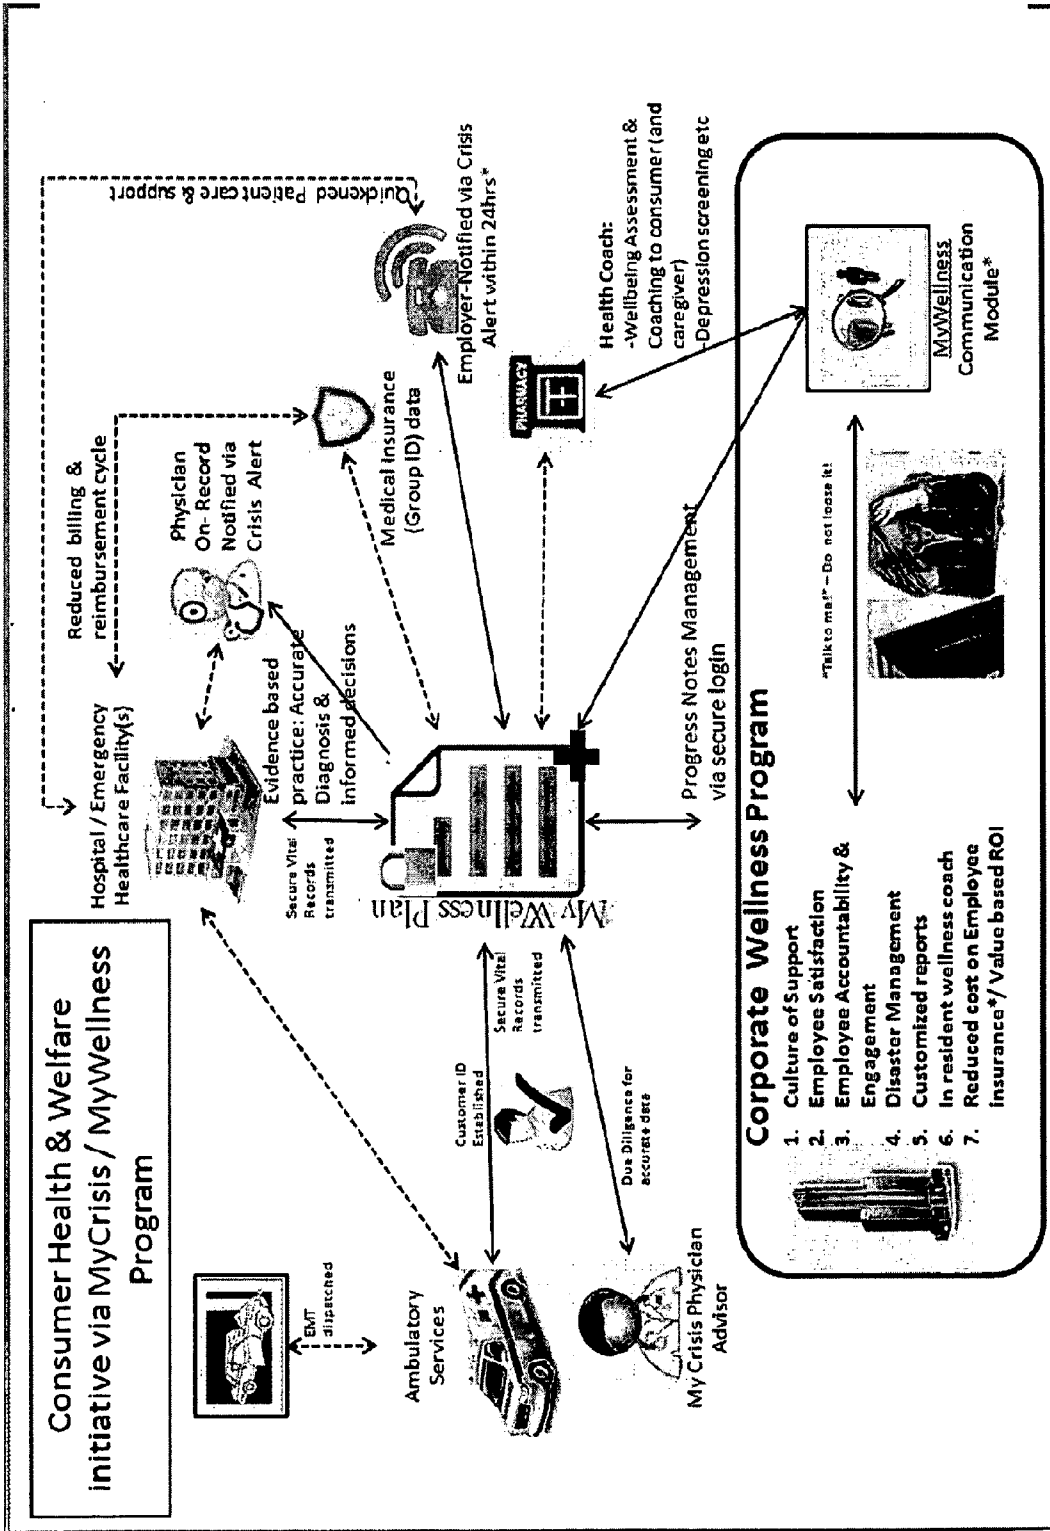 Consumer Health & Welfare
initiative via MyCrisis / MyWellness
Program
Hospital / Emergency
Healthcare Facility(s)
Reduced billing &
reimbursement cycle
Quickened Patient care & support
Physician
On- Record
Notified via
Crisis Alert
EMT
dispatched
Ambulatory
Services
Secure Vital
Records
transmitted
Evidence based
practice: Accurate
Diagnosis &
informed decisions
Medical Insurance
(Group ID) data
Employer-Notified via Crisis
Alert within 24hrs*
Customer ID
Established
Secure Vital
Records
transmitted
My Wellness Plan
PHARMACY
Health Coach:
-Wellbeing Assessment &
Coaching to consumer (and
caregiver)
-Depression screening etc
Due Diligence for
accurate data
My Crisis Physician
Advisor
Progress Notes Management
via secure login
Corporate Wellness Program
1. Culture of Support
2. Employee Satisfaction
3. Employee Accountability &
Engagement
4. Disaster Management
5. Customized reports
6. In resident wellness coach
7. Reduced cost on Employee
insurance*/ Value based ROI
"Talk to me!" – Do not loose it!
MyWellness
Communication
Module*